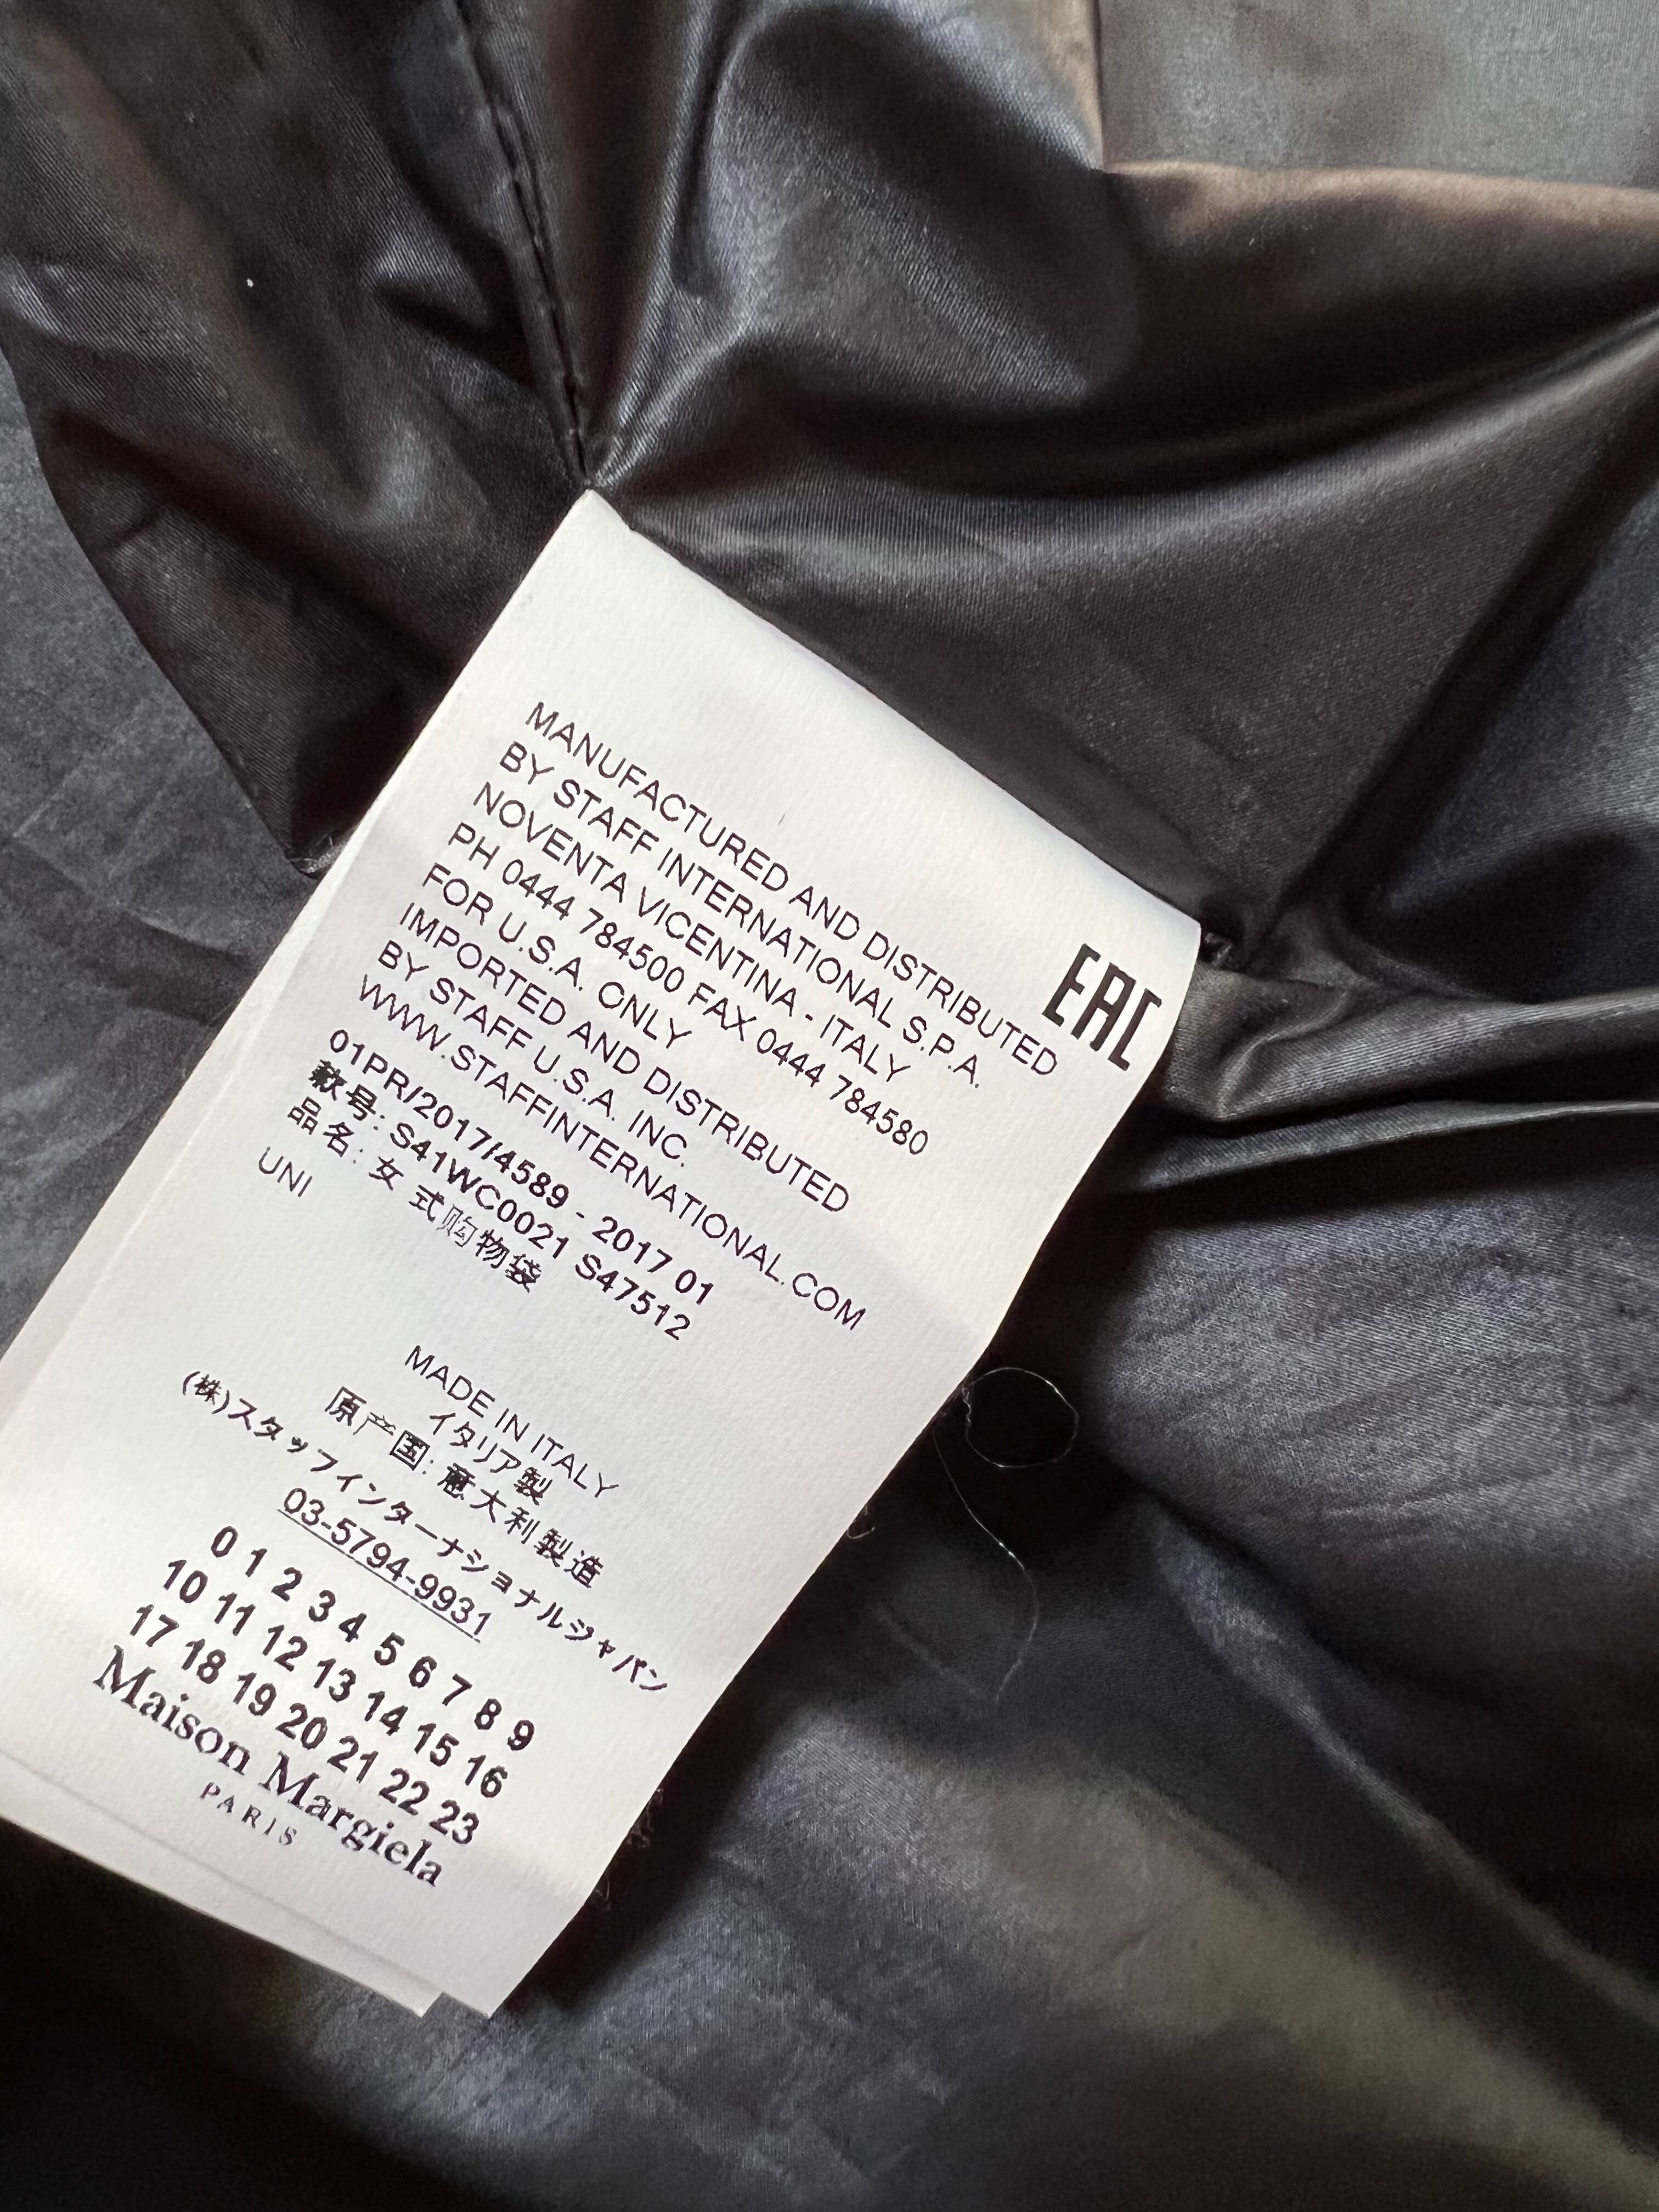 MANUFACTURED AND DISTRIBUTED
BY STAFF INTERNATIONAL S.P.A.
NOVENTA VICENTINA - ITALY
PH 0444 784500 FAX 0444 784580
FOR U.S.A. ONLY
IMPORTED AND DISTRIBUTED
BY STAFF U.S.A. INC.
WWW.STAFFINTERNATIONAL.COM
EAC
01PR/2017/4589 - 2017 01
款号: S41WC0021 S47512
品名: 女式购物袋
UNI
MADE IN ITALY
イタリア製
原产国: 意大利製造
(株)スタッフインターナショナルジャパン
03-5794-9931
0 1 2 3 4 5 6 7 8 9
10 11 12 13 14 15 16
17 18 19 20 21 22 23
Maison Margiela
PARIS